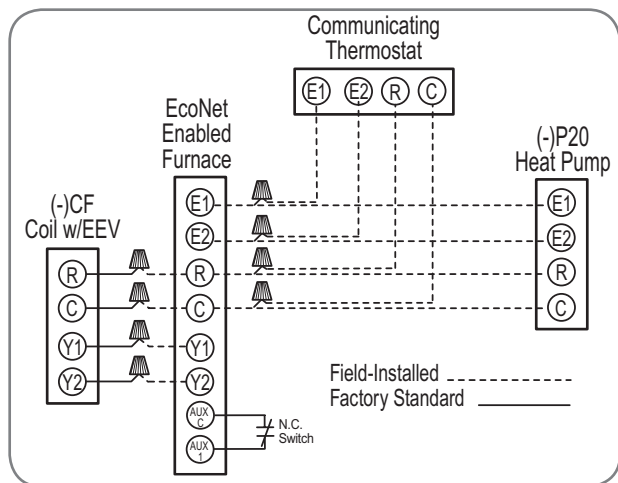 Communicating
Thermostat
E1 E2 R C
EcoNet
Enabled
Furnace
(-)P20
Heat Pump
(-)CF
Coil w/EEV
E1
E2
R
C
Y1
Y2
AUX
C
AUX
1
R
C
Y1
Y2
E1
E2
R
C
N.C.
Switch
Field-Installed
Factory Standard